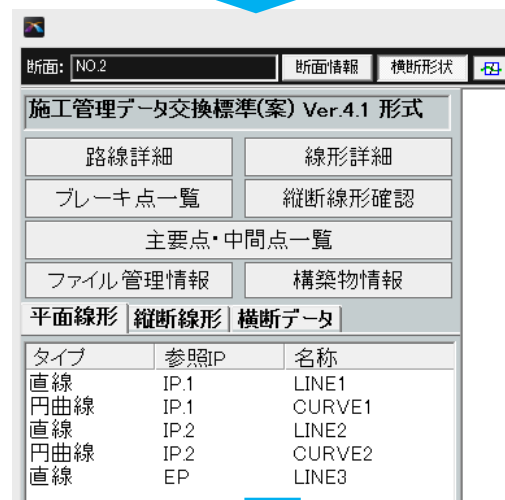 断面: NO.2 断面情報 横断形状
施工管理データ交換標準(案) Ver.4.1 形式
路線詳細 線形詳細
ブレーキ点一覧 縦断線形確認
主要点・中間点一覧
ファイル管理情報 構築物情報
平面線形 縦断線形 横断データ
タイプ 参照IP 名称
直線 IP.1 LINE1
円曲線 IP.1 CURVE1
直線 IP.2 LINE2
円曲線 IP.2 CURVE2
直線 EP LINE3